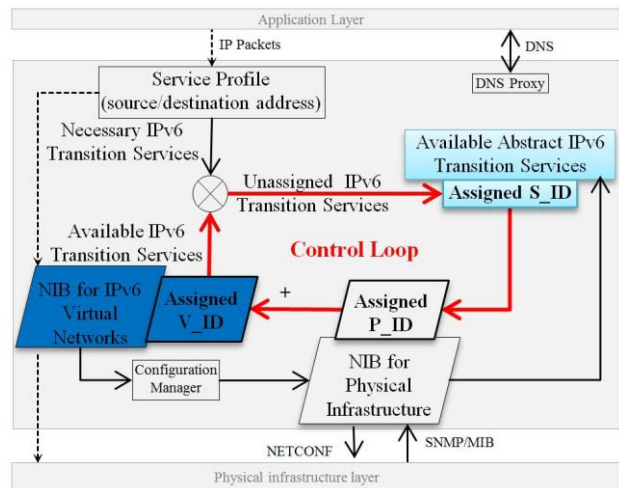 Application Layer
IP Packets
DNS
Service Profile
(source/destination address)
DNS Proxy
Necessary IPv6
Transition Services
Available Abstract IPv6
Transition Services
Assigned S_ID
Unassigned IPv6
Transition Services
Available IPv6
Transition Services
Control Loop
NIB for IPv6
Virtual
Networks
Assigned
V_ID
+
Assigned
P_ID
Configuration
Manager
NIB for
Physical
Infrastructure
NETCONF
SNMP/MIB
Physical infrastructure layer